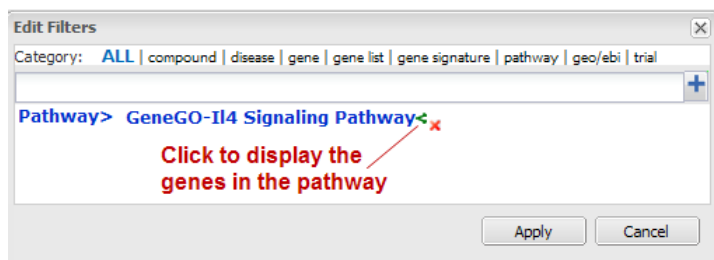 Edit Filters
Category: ALL | compound | disease | gene | gene list | gene signature | pathway | geo/ebi | trial
Pathway> GeneGO-Il4 Signaling Pathway
Click to display the
genes in the pathway
Apply Cancel